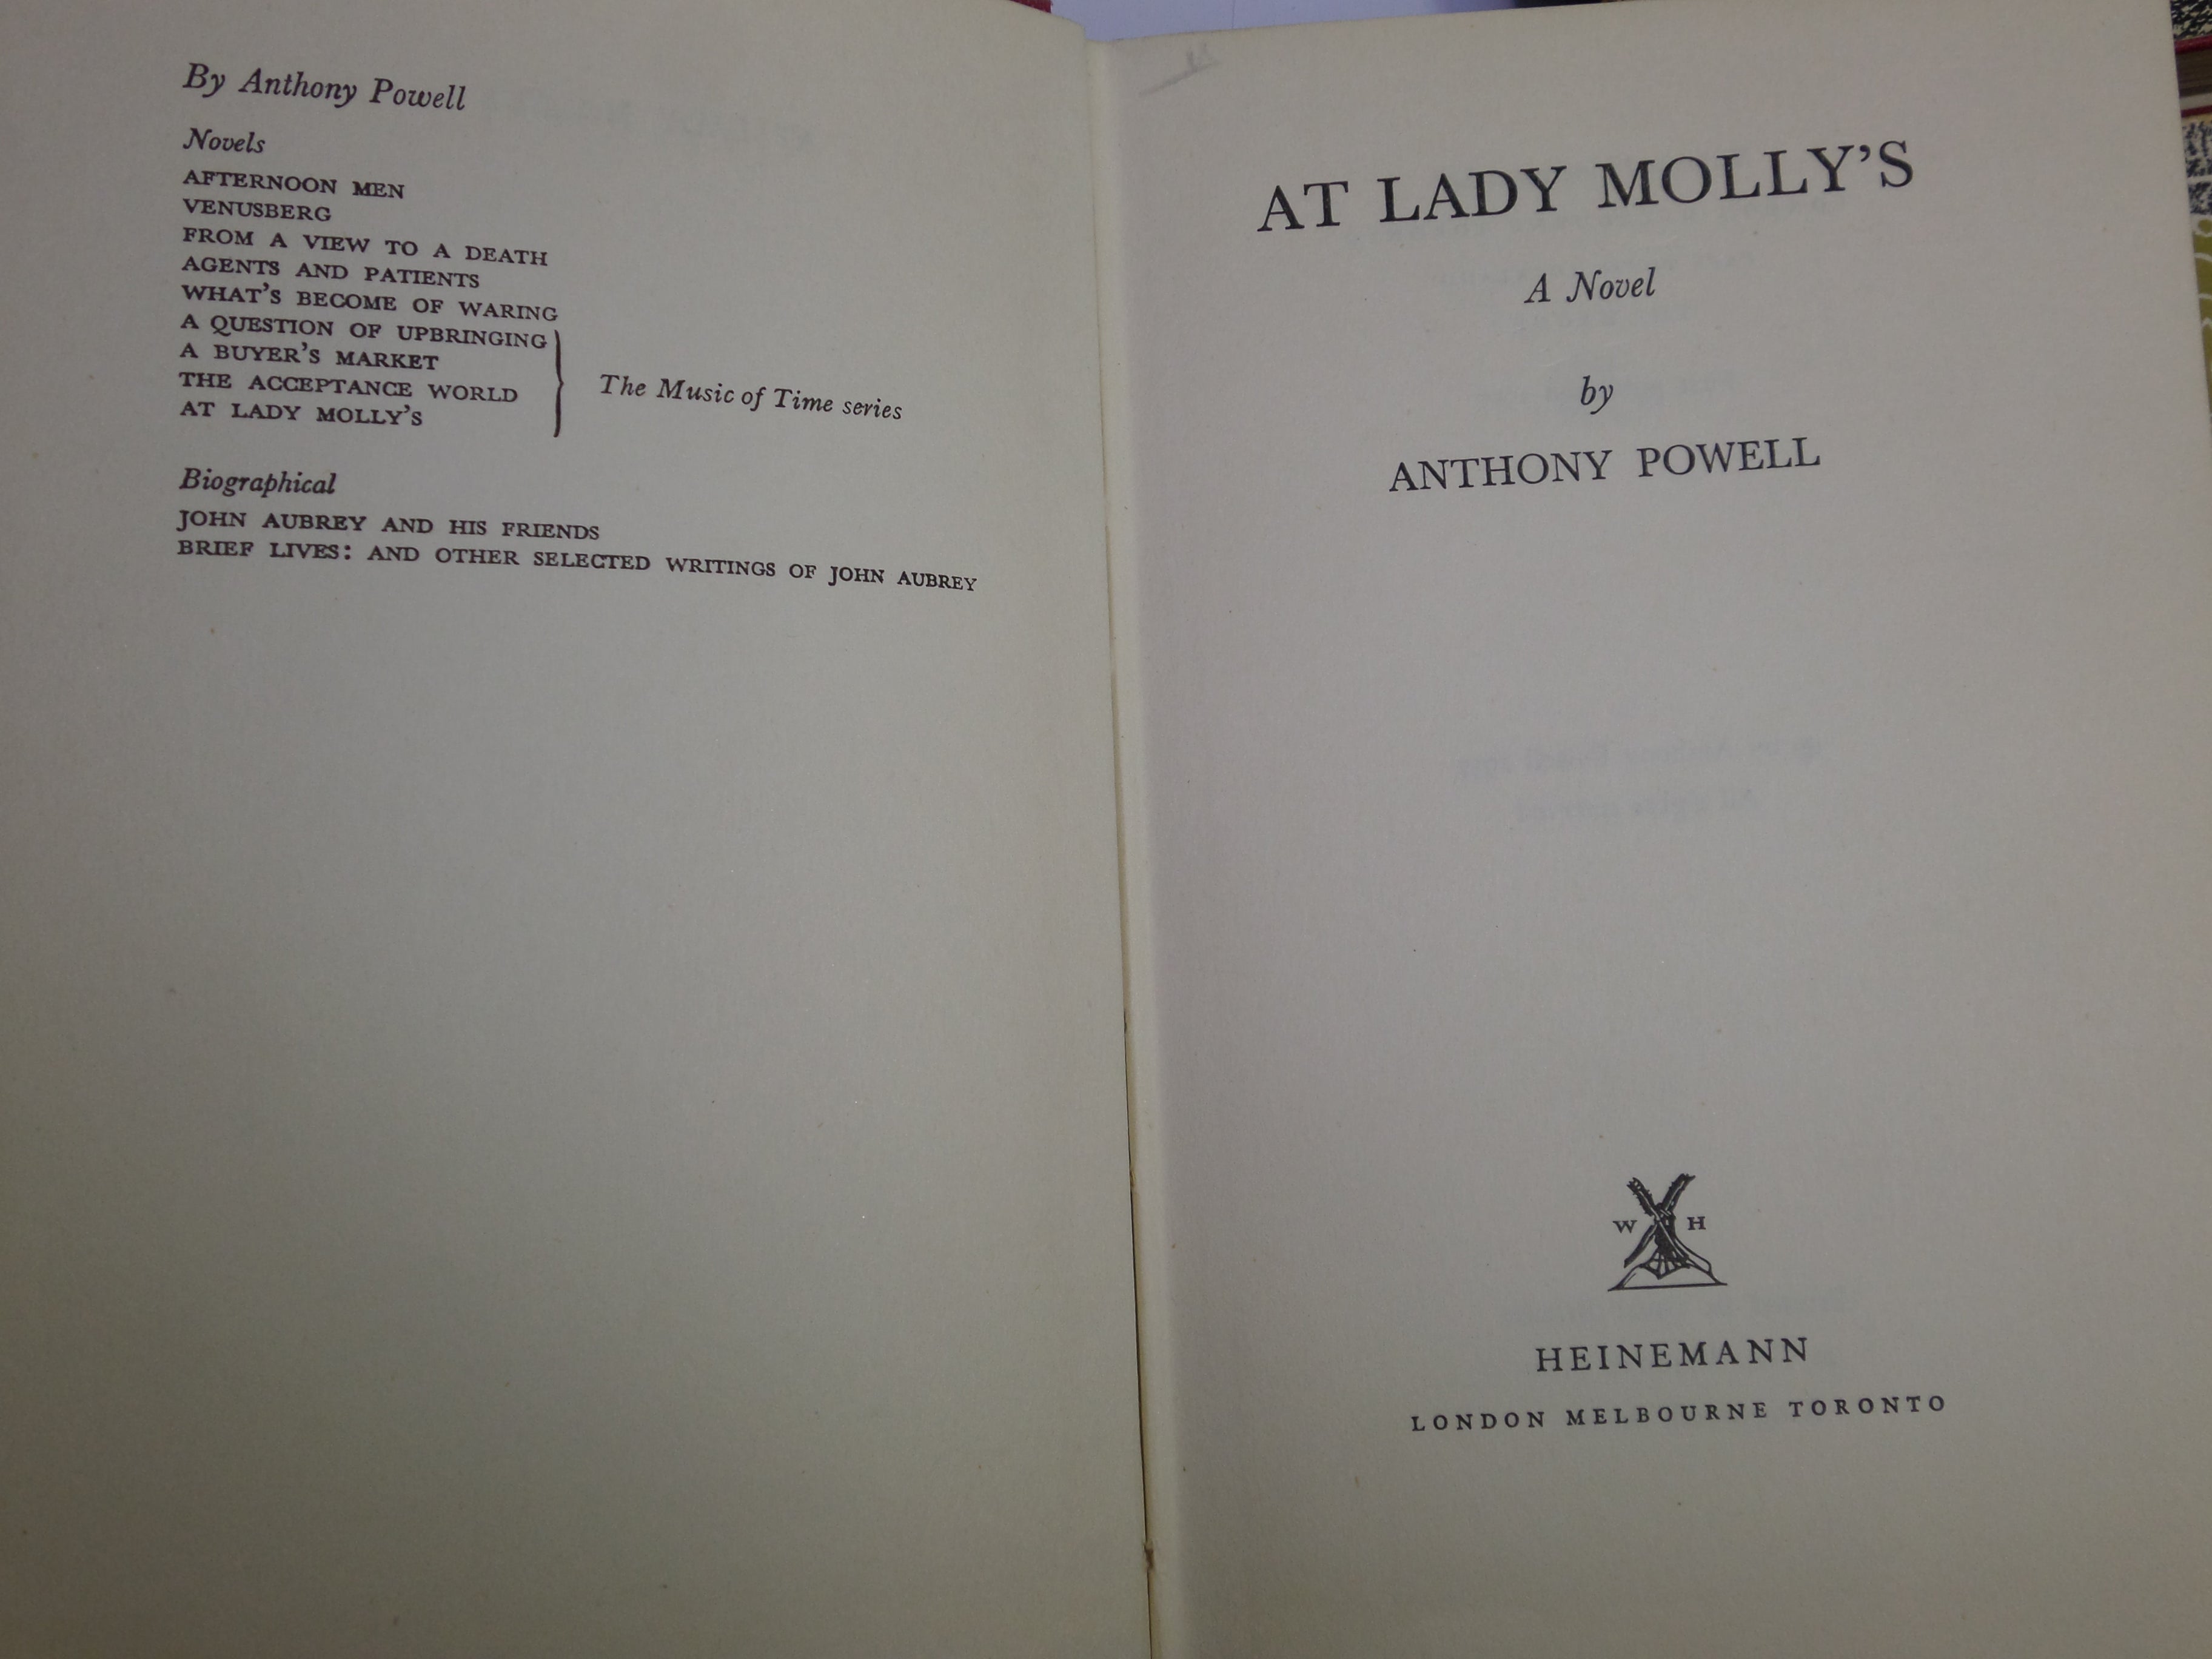 By Anthony Powell
Novels
AFTERNOON MEN
VENUSBERG
FROM A VIEW TO A DEATH
AGENTS AND PATIENTS
WHAT'S BECOME OF WARING
A QUESTION OF UPBRINGING
A BUYER'S MARKET
THE ACCEPTANCE WORLD
AT LADY MOLLY'S
The Music of Time series
Biographical
JOHN AUBREY AND HIS FRIENDS
BRIEF LIVES: AND OTHER SELECTED WRITINGS OF JOHN AUBREY
AT LADY MOLLY'S
A Novel
by
ANTHONY POWELL
W H
HEINEMANN
LONDON MELBOURNE TORONTO